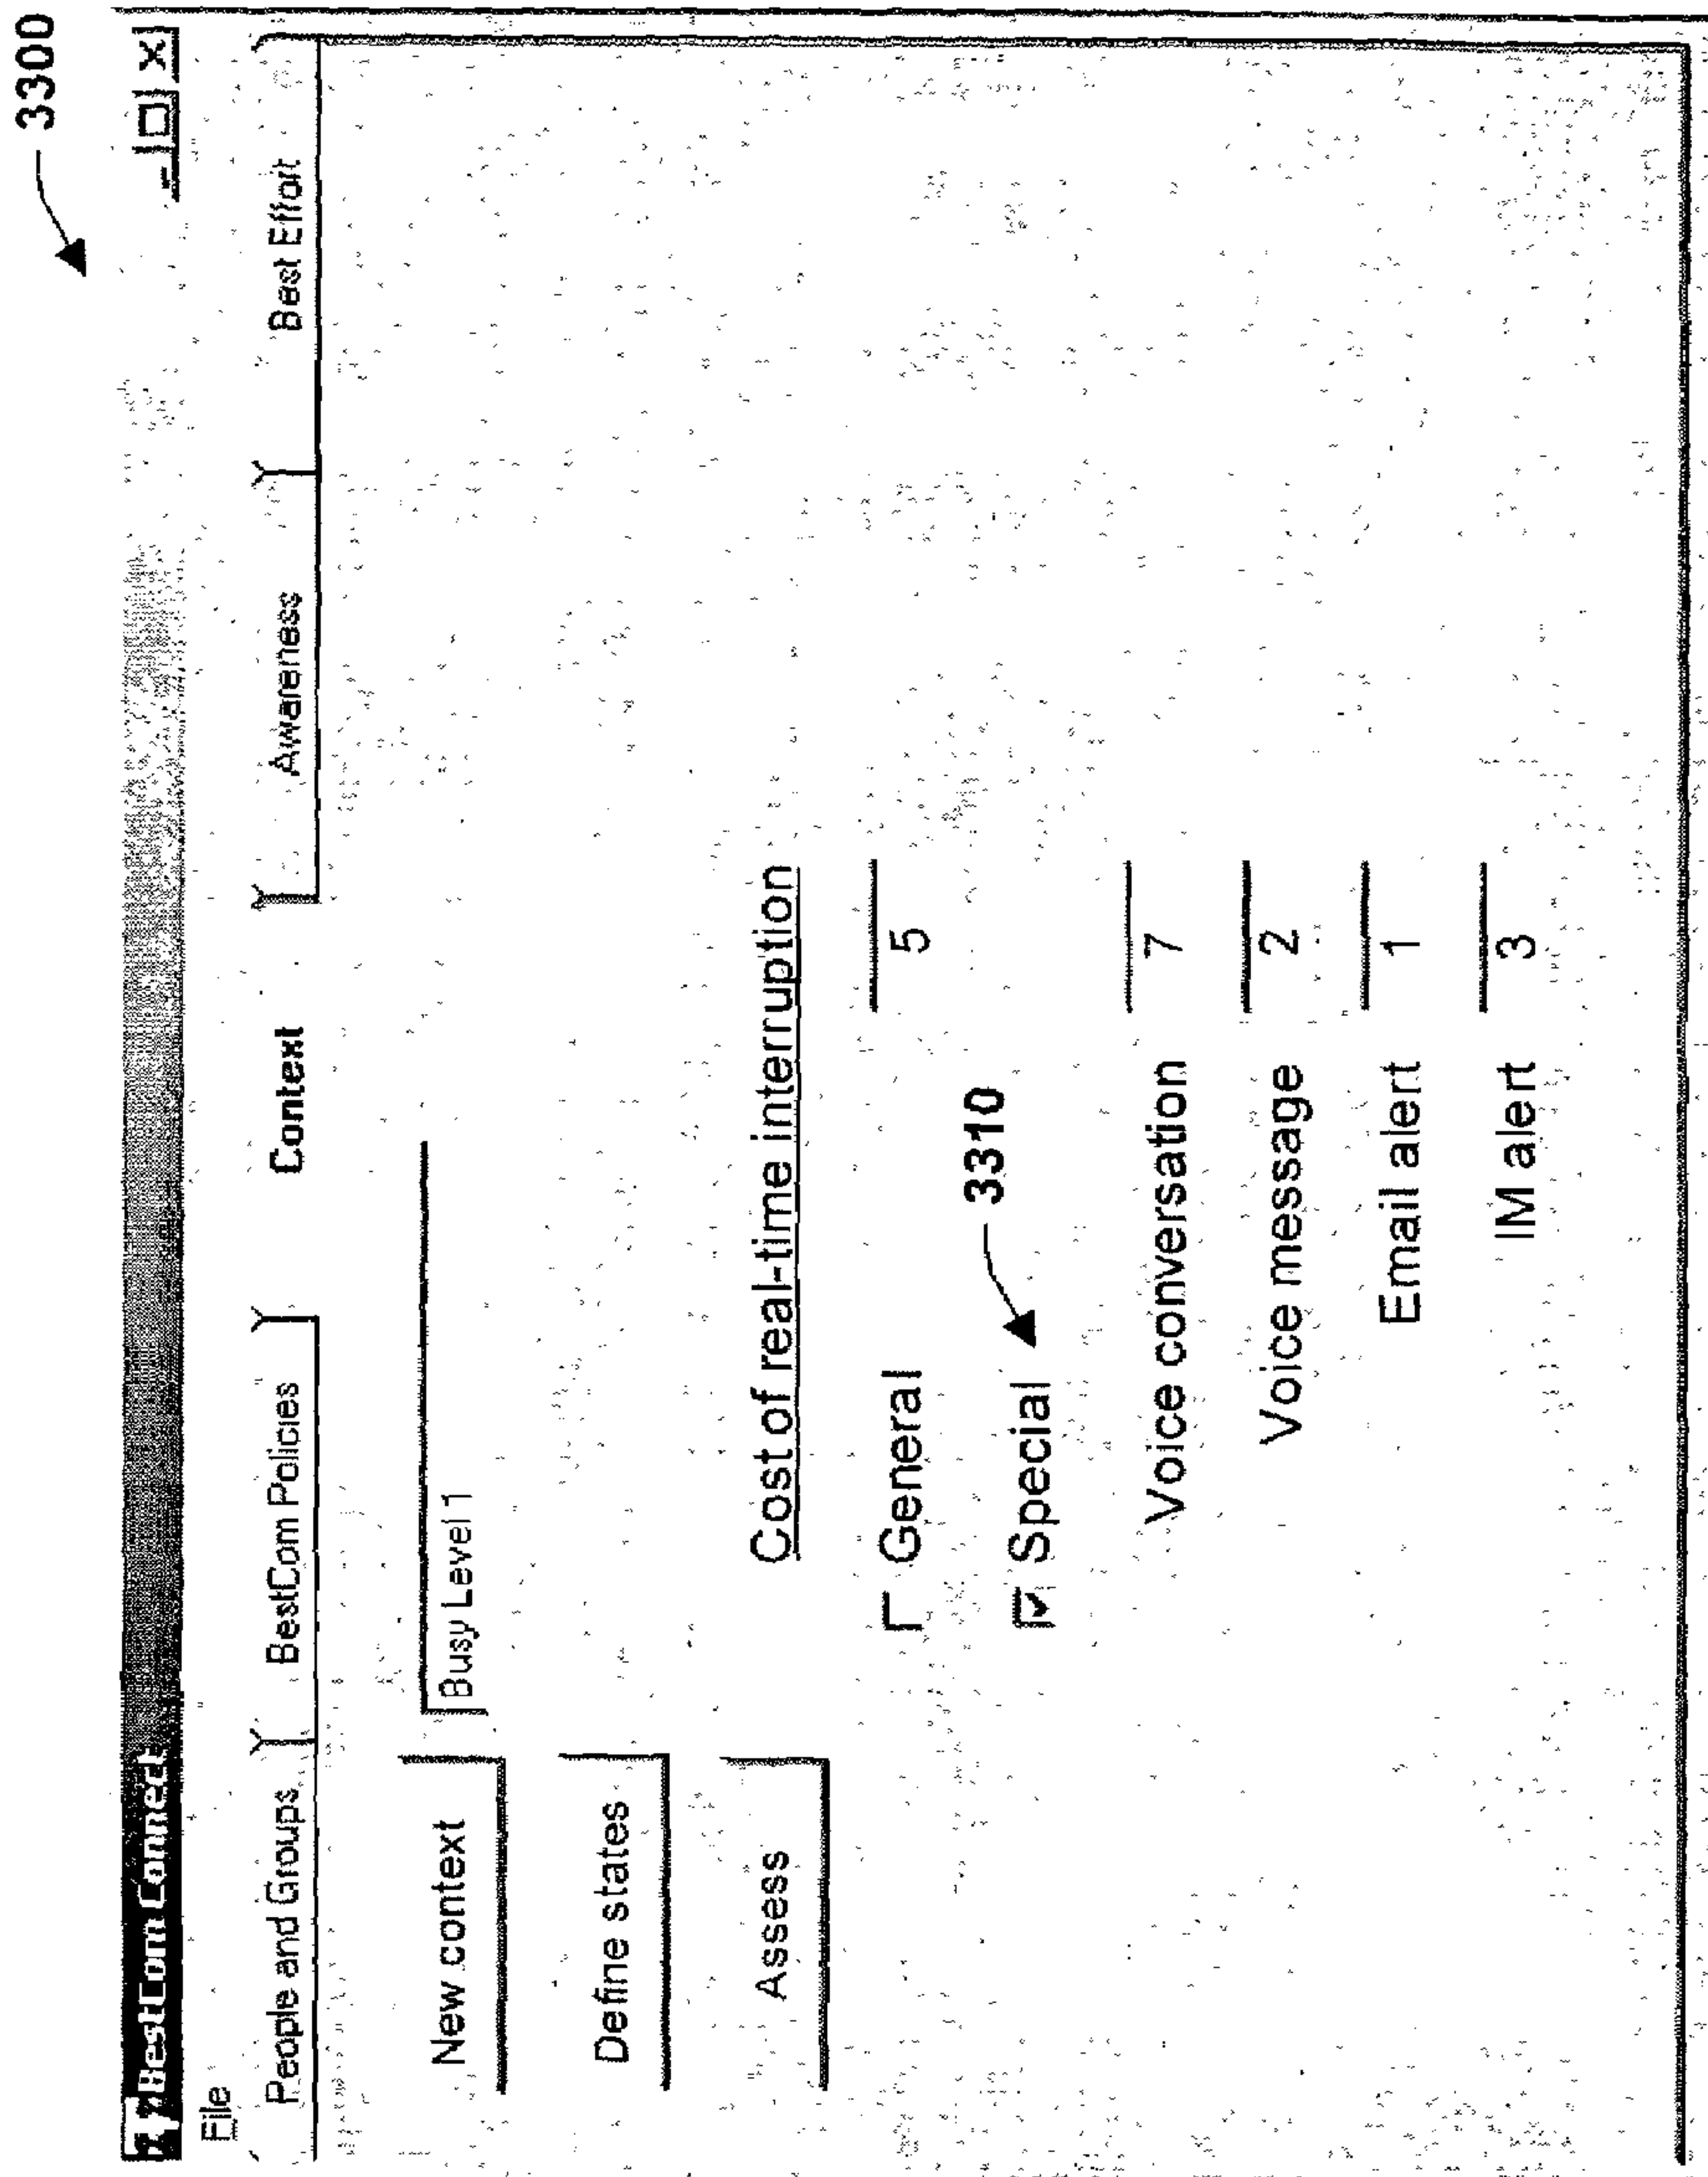 3300
BestCom Connect
File
People and Groups BestCom Policies Context Awareness Best Effort
New context
Busy Level 1
Define states
Assess
Cost of real-time interruption
General 5
Special 3310
Voice conversation 7
Voice message 2
Email alert 1
IM alert 3